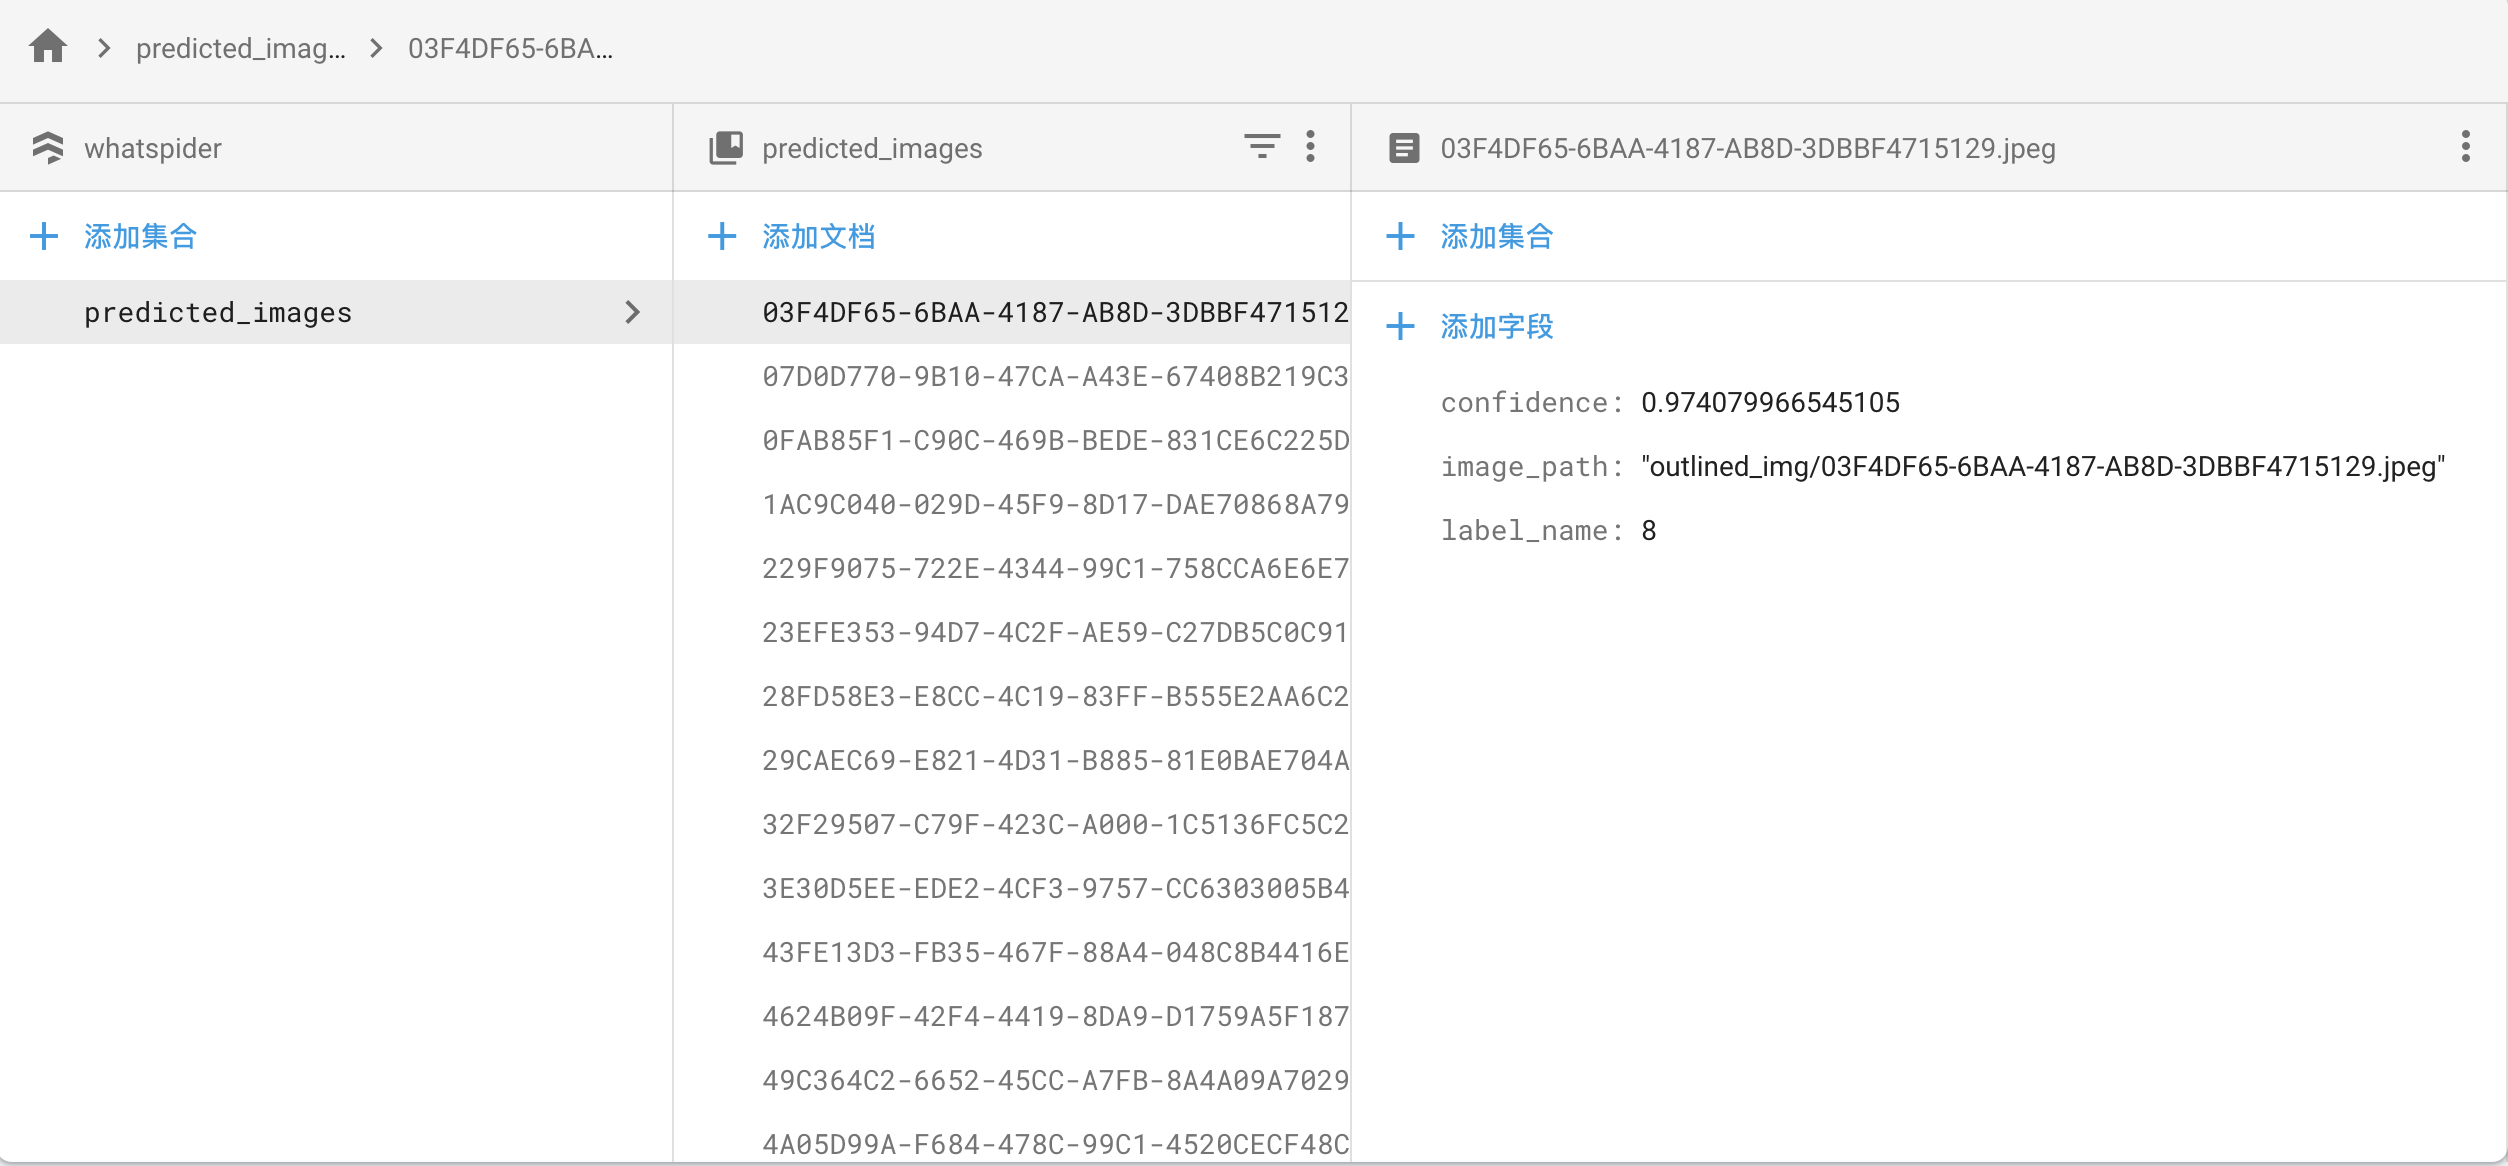 predicted_imag... 03F4DF65-6BA...
whatspider
添加集合
predicted_images
predicted_images
添加文档
03F4DF65-6BAA-4187-AB8D-3DBBF471512
07D0D770-9B10-47CA-A43E-67408B219C3
0FAB85F1-C90C-469B-BEDE-831CE6C225D
1AC9C040-029D-45F9-8D17-DAE70868A79
229F9075-722E-4344-99C1-758CCA6E6E7
23EFE353-94D7-4C2F-AE59-C27DB5C0C91
28FD58E3-E8CC-4C19-83FF-B555E2AA6C2
29CAEC69-E821-4D31-B885-81E0BAE704A
32F29507-C79F-423C-A000-1C5136FC5C2
3E30D5EE-EDE2-4CF3-9757-CC6303005B4
43FE13D3-FB35-467F-88A4-048C8B4416E
4624B09F-42F4-4419-8DA9-D1759A5F187
49C364C2-6652-45CC-A7FB-8A4A09A7029
4A05D99A-F684-478C-99C1-4520CECF48C
03F4DF65-6BAA-4187-AB8D-3DBBF4715129.jpeg
添加集合
添加字段
confidence: 0.974079966545105
image_path: "outlined_img/03F4DF65-6BAA-4187-AB8D-3DBBF4715129.jpeg"
label_name: 8